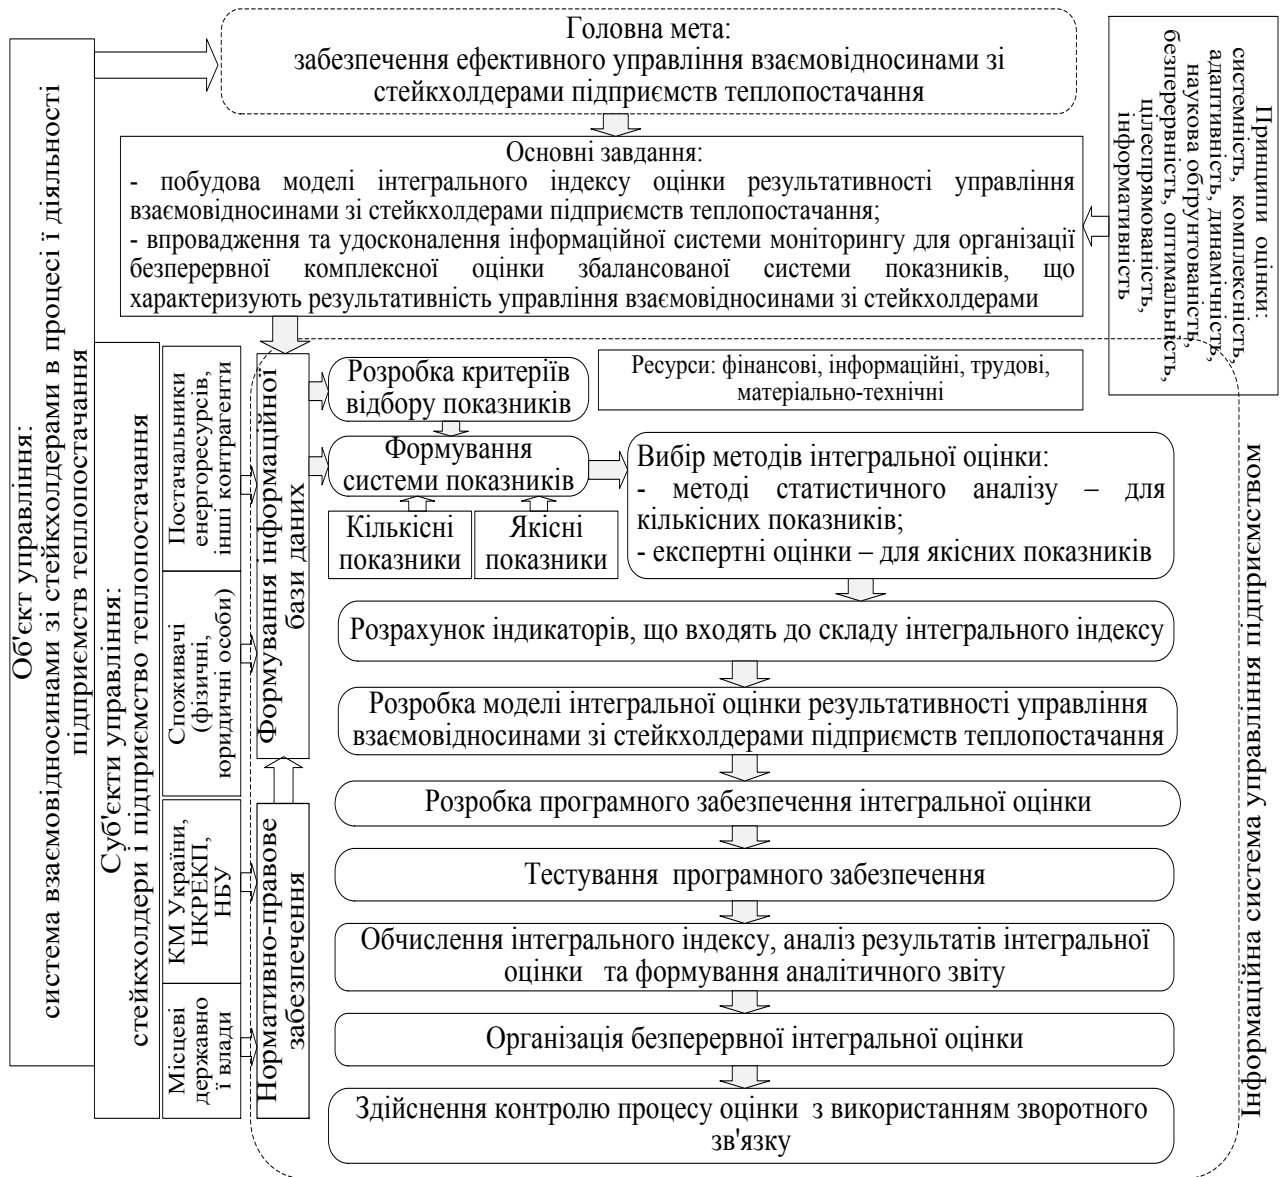 Головна мета:
забезпечення ефективного управління взаємовідносинами зі
стейкхолдерами підприємств теплопостачання
Принципи оцінки:
системність, комплексність,
адаптивність, динамічність,
наукова обґрунтованість,
безперервність, оптимальність,
цілеспрямованість,
інформативність
Основні завдання:
- побудова моделі інтегрального індексу оцінки результативності управління
взаємовідносинами зі стейкхолдерами підприємств теплопостачання;
- впровадження та удосконалення інформаційної системи моніторингу для організації
безперервної комплексної оцінки збалансованої системи показників, що
характеризують результативність управління взаємовідносинами зі стейкхолдерами
Об'єкт управління:
система взаємовідносинами зі стейкхолдерами в процесі ї діяльності
підприємств теплопостачання
Суб'єкти управління:
стейкхолдери і підприємство теплопостачання
Постачальники
енергоресурсів,
інші контрагенти
Споживачі
(фізичні,
юридичні особи)
КМ України,
НКРЕКП,
НБУ
Місцеві
державно
ї влади
Формування інформаційної
бази даних
Нормативно-правове
забезпечення
Розробка критеріїв
відбору показників
Ресурси: фінансові, інформаційні, трудові,
матеріально-технічні
Формування
системи показників
Кількісні
показники
Якісні
показники
Вибір методів інтегральної оцінки:
- методі статистичного аналізу – для
кількісних показників;
- експертні оцінки – для якісних показників
Розрахунок індикаторів, що входять до складу інтегрального індексу
Розробка моделі інтегральної оцінки результативності управління
взаємовідносинами зі стейкхолдерами підприємств теплопостачання
Розробка програмного забезпечення інтегральної оцінки
Тестування програмного забезпечення
Обчислення інтегрального індексу, аналіз результатів інтегральної
оцінки та формування аналітичного звіту
Організація безперервної інтегральної оцінки
Здійснення контролю процесу оцінки з використанням зворотного
зв'язку
Інформаційна система управління підприємством